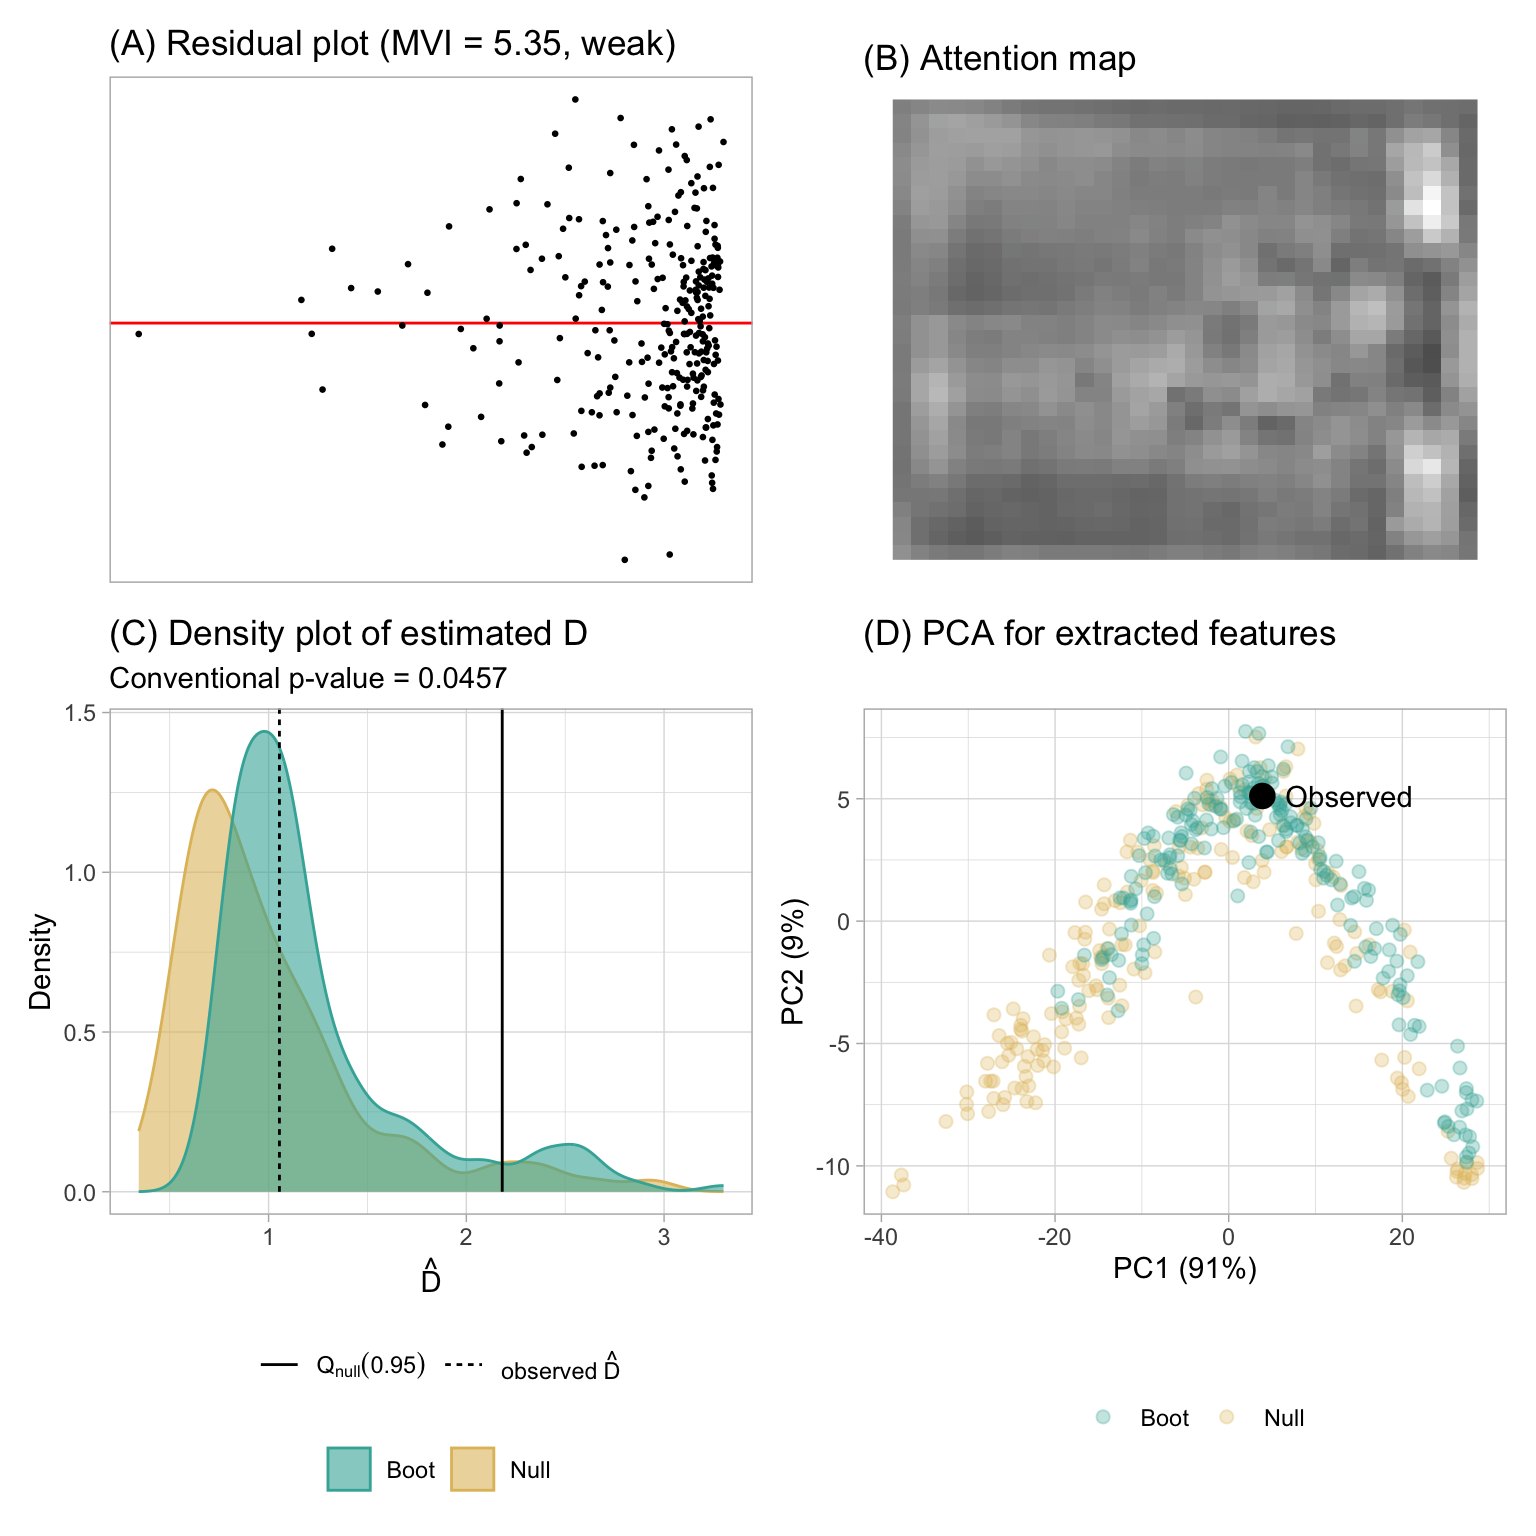 (A) Residual plot (MVI = 5.35, weak)
(B) Attention map
(C) Density plot of estimated D
Conventional p-value = 0.0457
1.5
1.0
0.5
0.0
Density
1
2
3
D̂
Q_null(0.95)
observed D̂
Boot
Null
(D) PCA for extracted features
Observed
5
0
-5
-10
PC2 (9%)
-40
-20
0
20
PC1 (91%)
Boot
Null